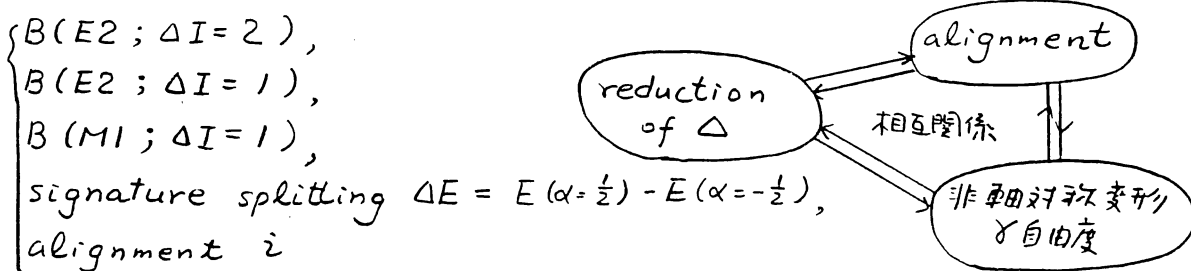 B(E2 ; ΔI = 2),
B(E2 ; ΔI = 1),
B(M1 ; ΔI = 1),
signature splitting ΔE = E(α=½) - E(α=-½),
alignment i
alignment
reduction
of Δ
相互関係
非軸対称変形
γ自由度